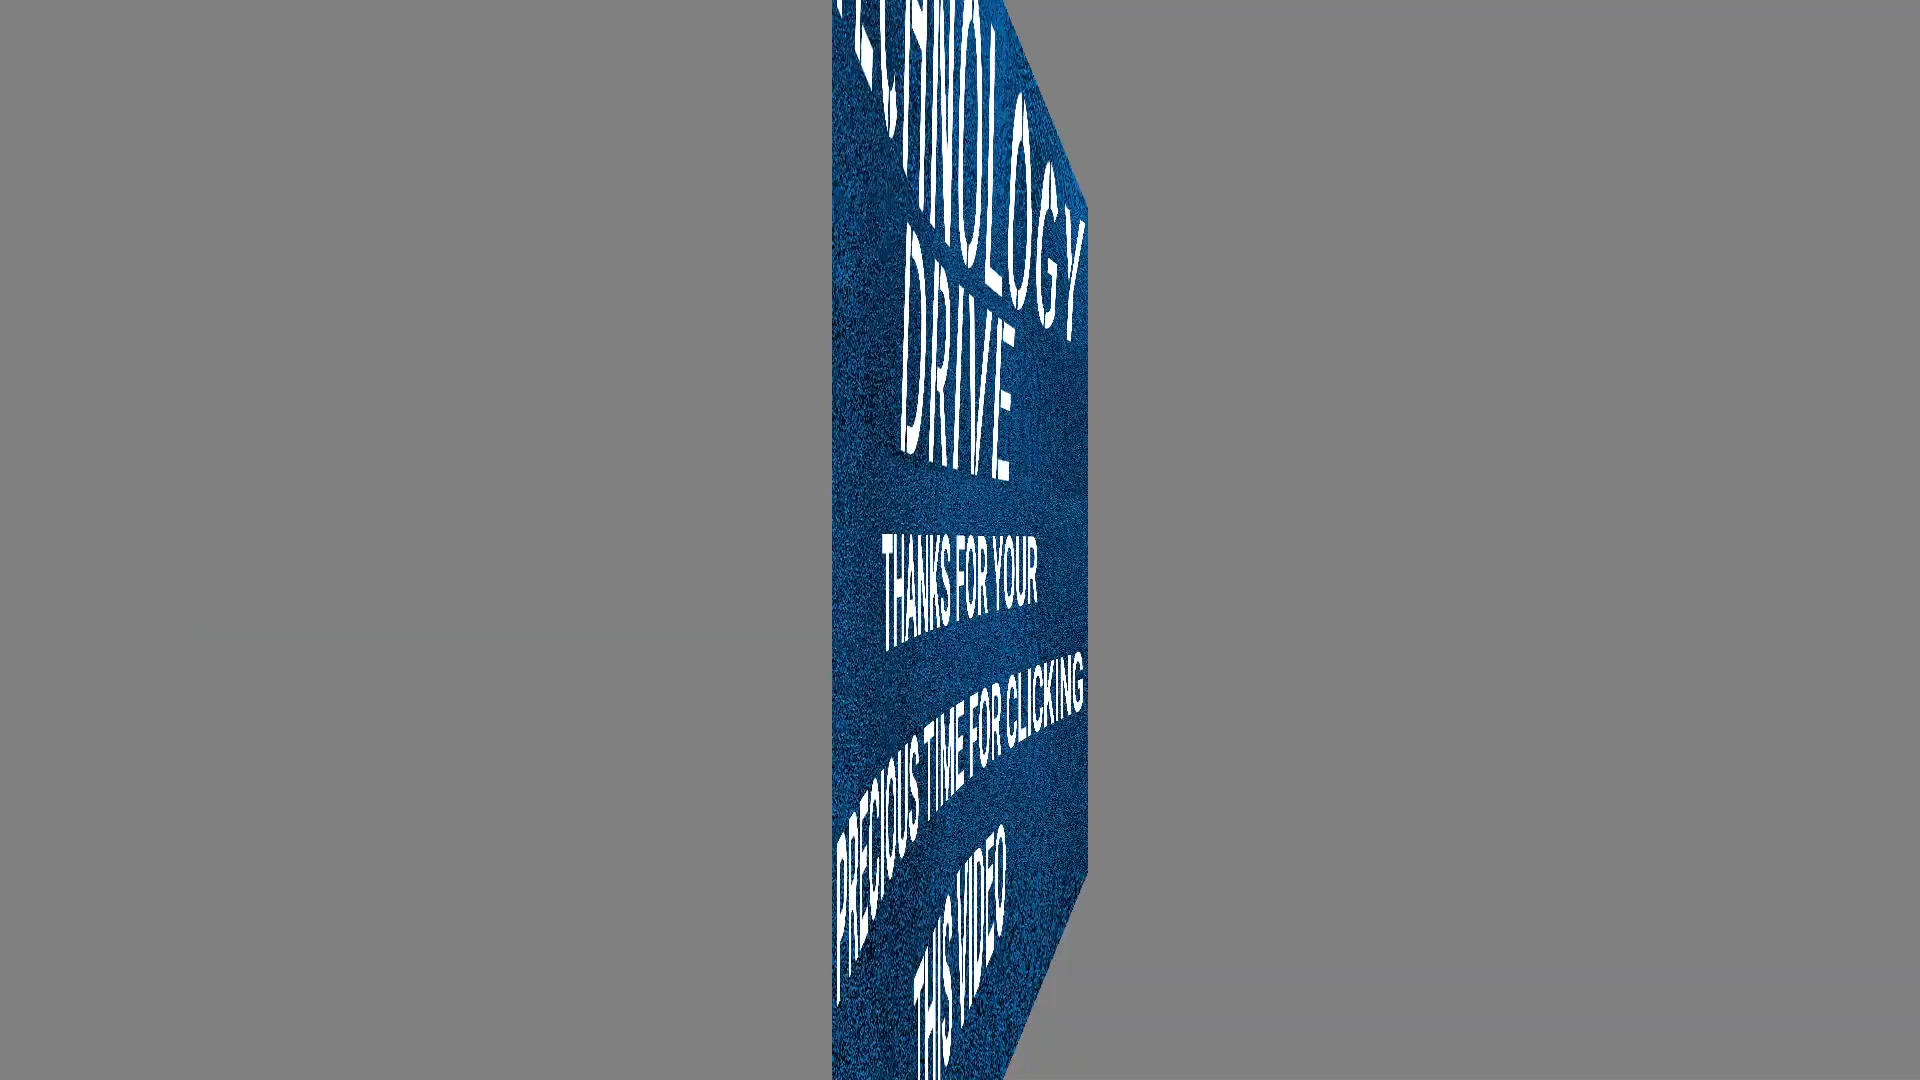 TECHNOLOGY
DRIVE
THANKS FOR YOUR
PRECIOUS TIME FOR CLICKING
THIS VIDEO